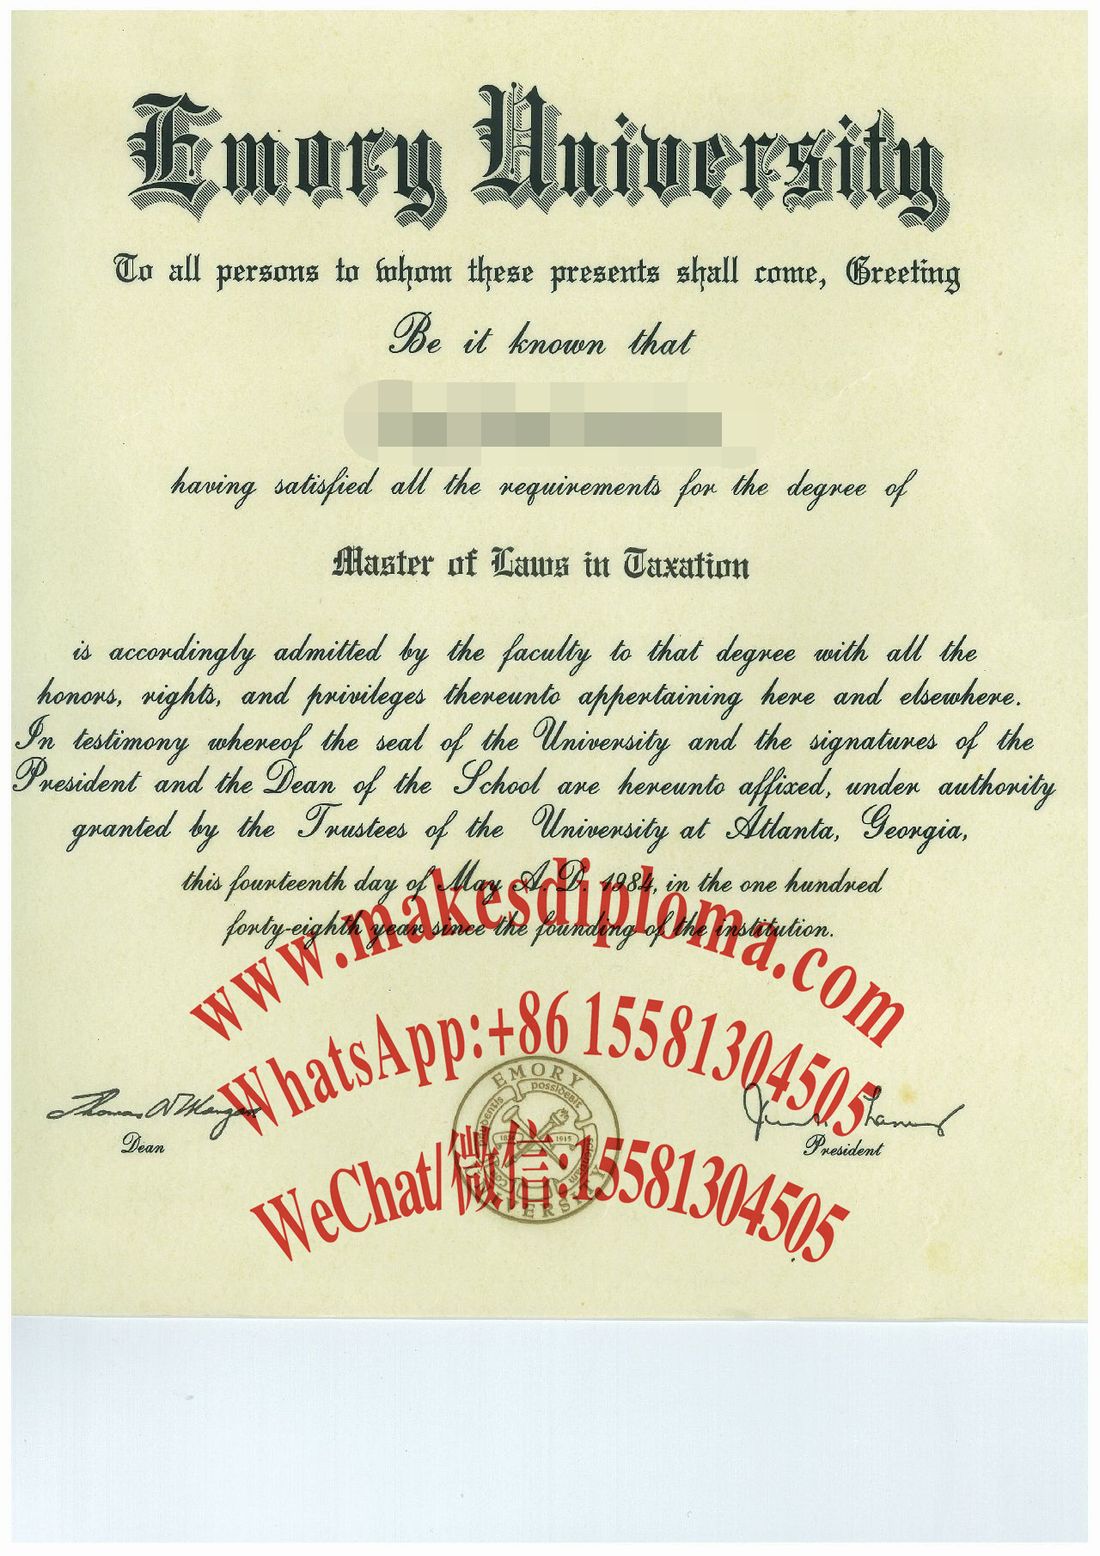 Emory University
To all persons to whom these presents shall come, Greeting
Be it known that
having satisfied all the requirements for the degree of
Master of Laws in Taxation
is accordingly admitted by the faculty to that degree with all the
honors, rights, and privileges thereunto appertaining here and elsewhere.
In testimony whereof the seal of the University and the signatures of the
President and the Dean of the School are hereunto affixed, under authority
granted by the Trustees of the University at Atlanta, Georgia,
this fourteenth day of May A. D. 1984, in the one hundred
forty-eighth year since the founding of the institution.
www.makesdiploma.com
WhatsApp:+86 15581304505
Dean
President
EMORY
possidebit
1915
UNIVERSITY
WeChat/微信:15581304505